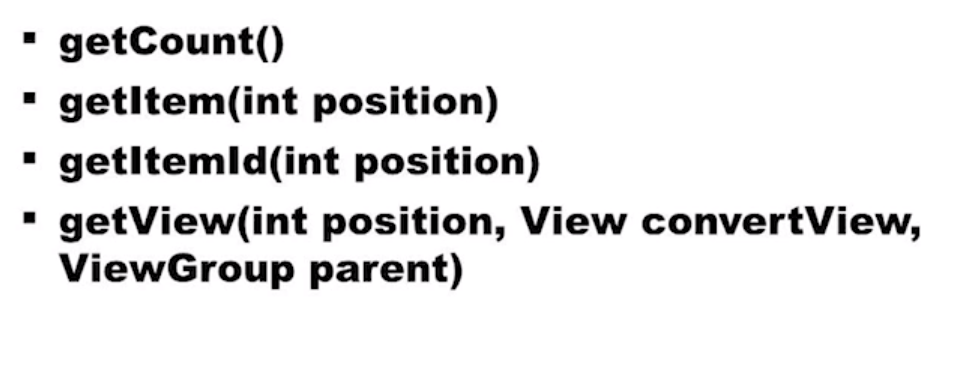 ▪ getCount()
▪ getItem(int position)
▪ getItemId(int position)
▪ getView(int position, View convertView,
ViewGroup parent)